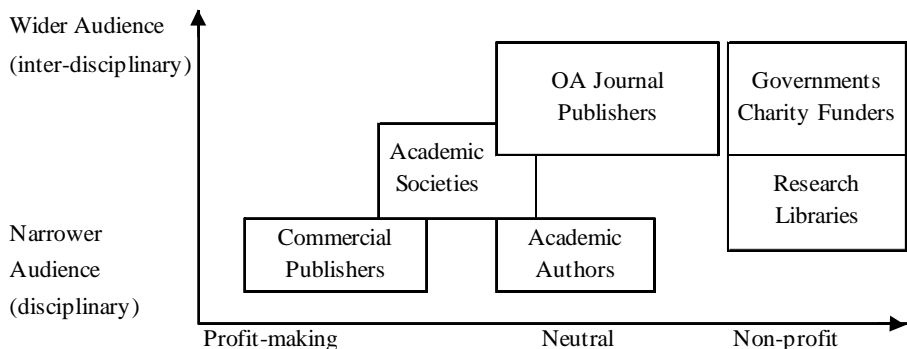 Wider Audience
(inter-disciplinary)
OA Journal
Publishers
Governments
Charity Funders
Academic
Societies
Research
Libraries
Narrower
Audience
(disciplinary)
Commercial
Publishers
Academic
Authors
Profit-making
Neutral
Non-profit